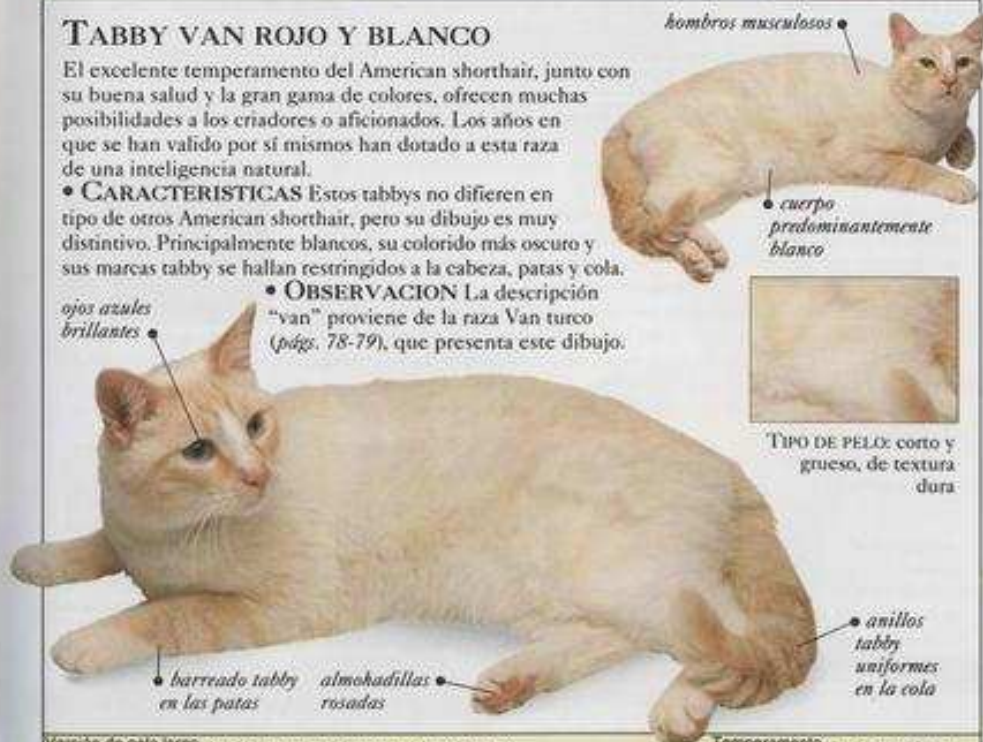 TABBY VAN ROJO Y BLANCO
El excelente temperamento del American shorthair, junto con
su buena salud y la gran gama de colores, ofrecen muchas
posibilidades a los criadores o aficionados. Los años en
que se han valido por sí mismos han dotado a esta raza
de una inteligencia natural.
• CARACTERISTICAS Estos tabbys no difieren en
tipo de otros American shorthair, pero su dibujo es muy
distintivo. Principalmente blancos, su colorido más oscuro y
sus marcas tabby se hallan restringidos a la cabeza, patas y cola.
• OBSERVACION La descripción
"van" proviene de la raza Van turco
(págs. 78-79), que presenta este dibujo.
hombros musculosos
cuerpo
predominantemente
blanco
ojos azules
brillantes
TIPO DE PELO: corto y
grueso, de textura
dura
anillos
tabby
uniformes
en la cola
barreado tabby
en las patas
almohadillas
rosadas
Temperamento